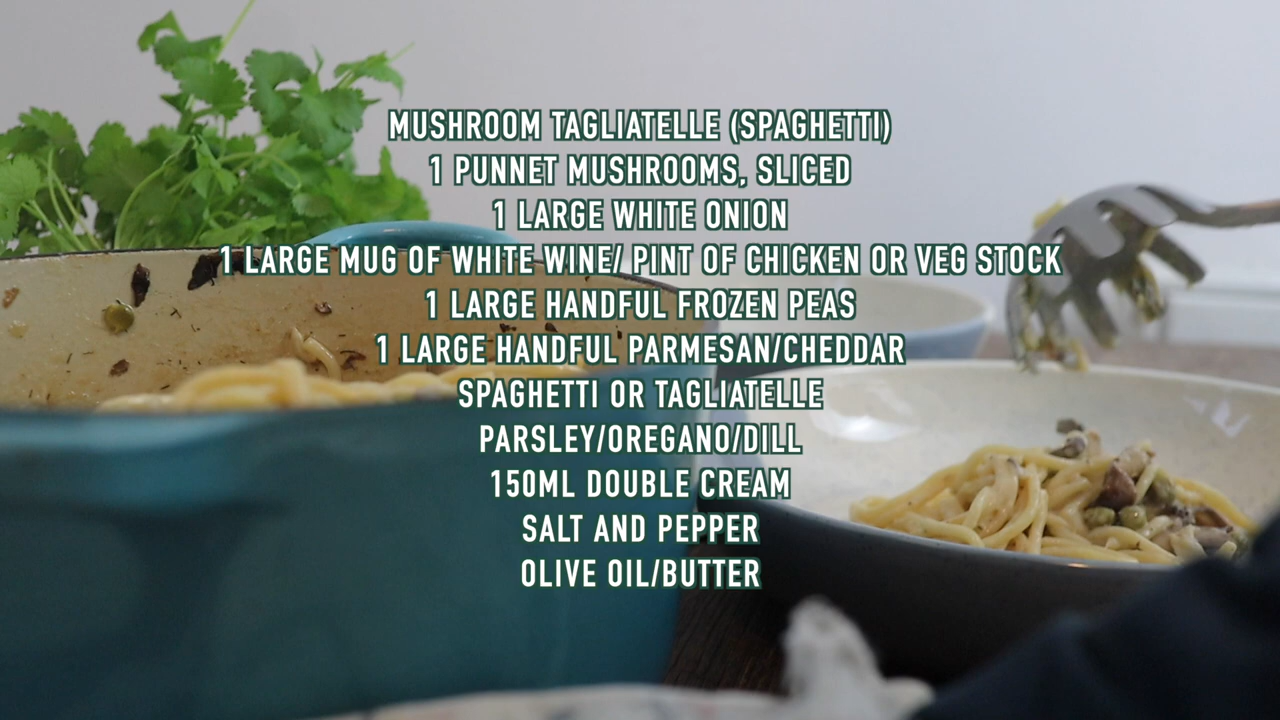 MUSHROOM TAGLIATELLE (SPAGHETTI)
1 PUNNET MUSHROOMS, SLICED
1 LARGE WHITE ONION
1 LARGE MUG OF WHITE WINE/ PINT OF CHICKEN OR VEG STOCK
1 LARGE HANDFUL FROZEN PEAS
1 LARGE HANDFUL PARMESAN/CHEDDAR
SPAGHETTI OR TAGLIATELLE
PARSLEY/OREGANO/DILL
150ML DOUBLE CREAM
SALT AND PEPPER
OLIVE OIL/BUTTER